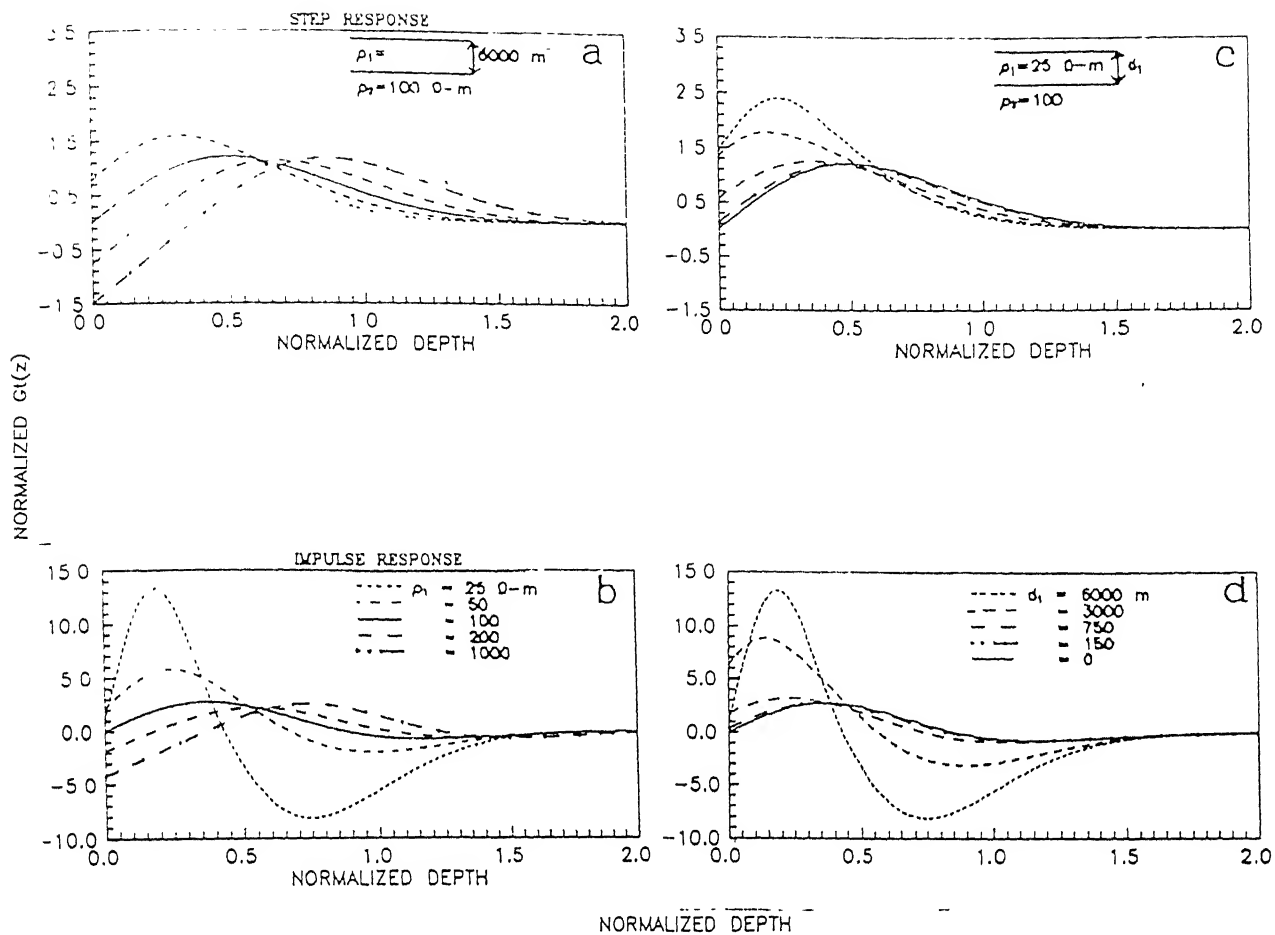 STEP RESPONSE
3.5
2.5
1.5
0.5
-0.5
-1.5
ρ₁=
6000 m
ρ₂=100 Ω-m
a
0.0 0.5 1.0 1.5 2.0
NORMALIZED DEPTH
3.5
2.5
1.5
0.5
-0.5
-1.5
ρ₁=25 Ω-m
d₁
ρ₂=100
c
0.0 0.5 1.0 1.5 2.0
NORMALIZED DEPTH
NORMALIZED Gt(z)
IMPULSE RESPONSE
15.0
10.0
5.0
0.0
-5.0
-10.0
ρ₁ = 25 Ω-m
= 50
= 100
= 200
= 1000
b
0.0 0.5 1.0 1.5 2.0
NORMALIZED DEPTH
15.0
10.0
5.0
0.0
-5.0
-10.0
d₁ = 6000 m
= 3000
= 750
= 150
= 0
d
0.0 0.5 1.0 1.5 2.0
NORMALIZED DEPTH